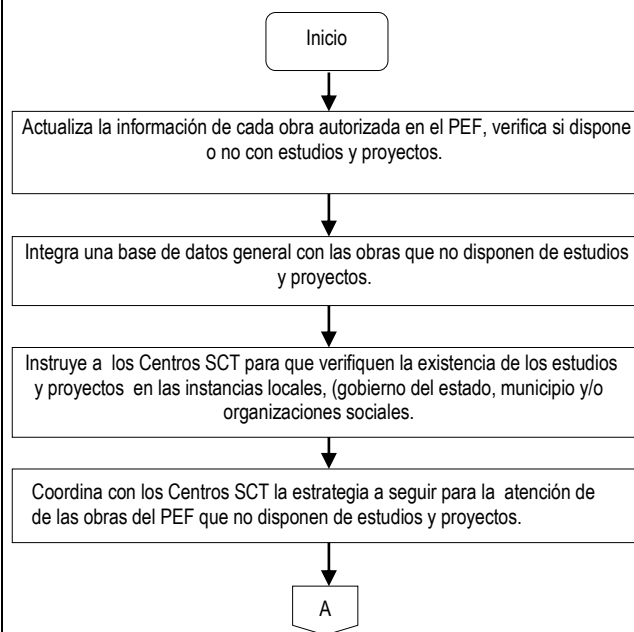 Inicio
Actualiza la información de cada obra autorizada en el PEF, verifica si dispone
o no con estudios y proyectos.
Integra una base de datos general con las obras que no disponen de estudios
y proyectos.
Instruye a los Centros SCT para que verifiquen la existencia de los estudios
y proyectos en las instancias locales, (gobierno del estado, municipio y/o
organizaciones sociales.
Coordina con los Centros SCT la estrategia a seguir para la atención de
de las obras del PEF que no disponen de estudios y proyectos.
A